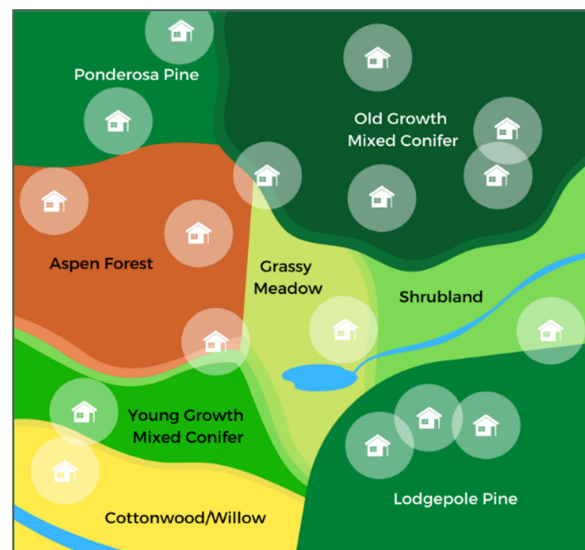 Ponderosa Pine
Old Growth
Mixed Conifer
Aspen Forest
Grassy
Meadow
Shrubland
Young Growth
Mixed Conifer
Lodgepole Pine
Cottonwood/Willow